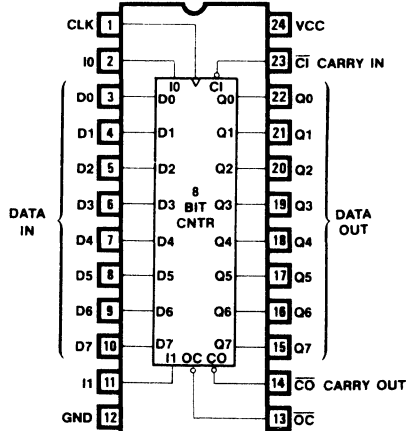 CLK 1 24 VCC
I0 2 23 C̅I̅ CARRY IN
I0 CI
D0 3 D0 Q0 22 Q0
D1 4 D1 Q1 21 Q1
D2 5 D2 Q2 20 Q2
8
D3 6 D3 BIT Q3 19 Q3
DATA IN
CNTR
DATA OUT
D4 7 D4 Q4 18 Q4
D5 8 D5 Q5 17 Q5
D6 9 D6 Q6 16 Q6
D7 10 D7 Q7 15 Q7
I1 OC CO
I1 11 14 C̅O̅ CARRY OUT
GND 12 13 O̅C̅